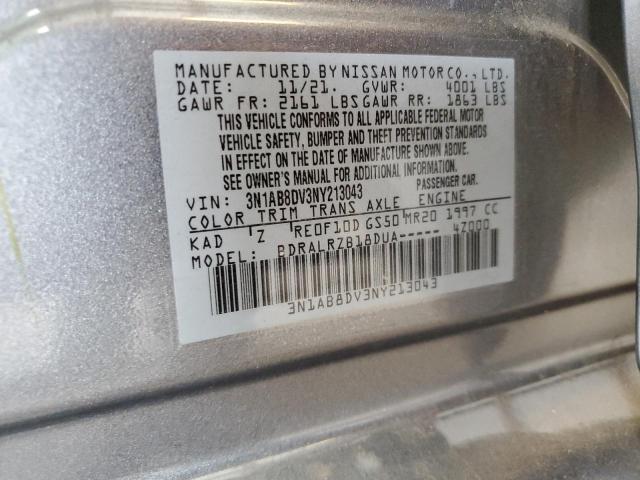 MANUFACTURED BY NISSAN MOTOR CO., LTD.
DATE: 11/21. GVWR: 4001 LBS
GAWR FR: 2161 LBS GAWR RR: 1863 LBS
THIS VEHICLE CONFORMS TO ALL APPLICABLE FEDERAL MOTOR
VEHICLE SAFETY, BUMPER AND THEFT PREVENTION STANDARDS
IN EFFECT ON THE DATE OF MANUFACTURE SHOWN ABOVE.
SEE OWNER'S MANUAL FOR ADDITIONAL INFORMATION.
VIN: 3N1AB8DV3NY213043 PASSENGER CAR.
COLOR TRIM TRANS AXLE ENGINE
KAD Z RE0F10D GS50 MR20 1997 CC
MODEL: BDRALRZB18DUA----- 4Z000
3N1AB8DV3NY213043